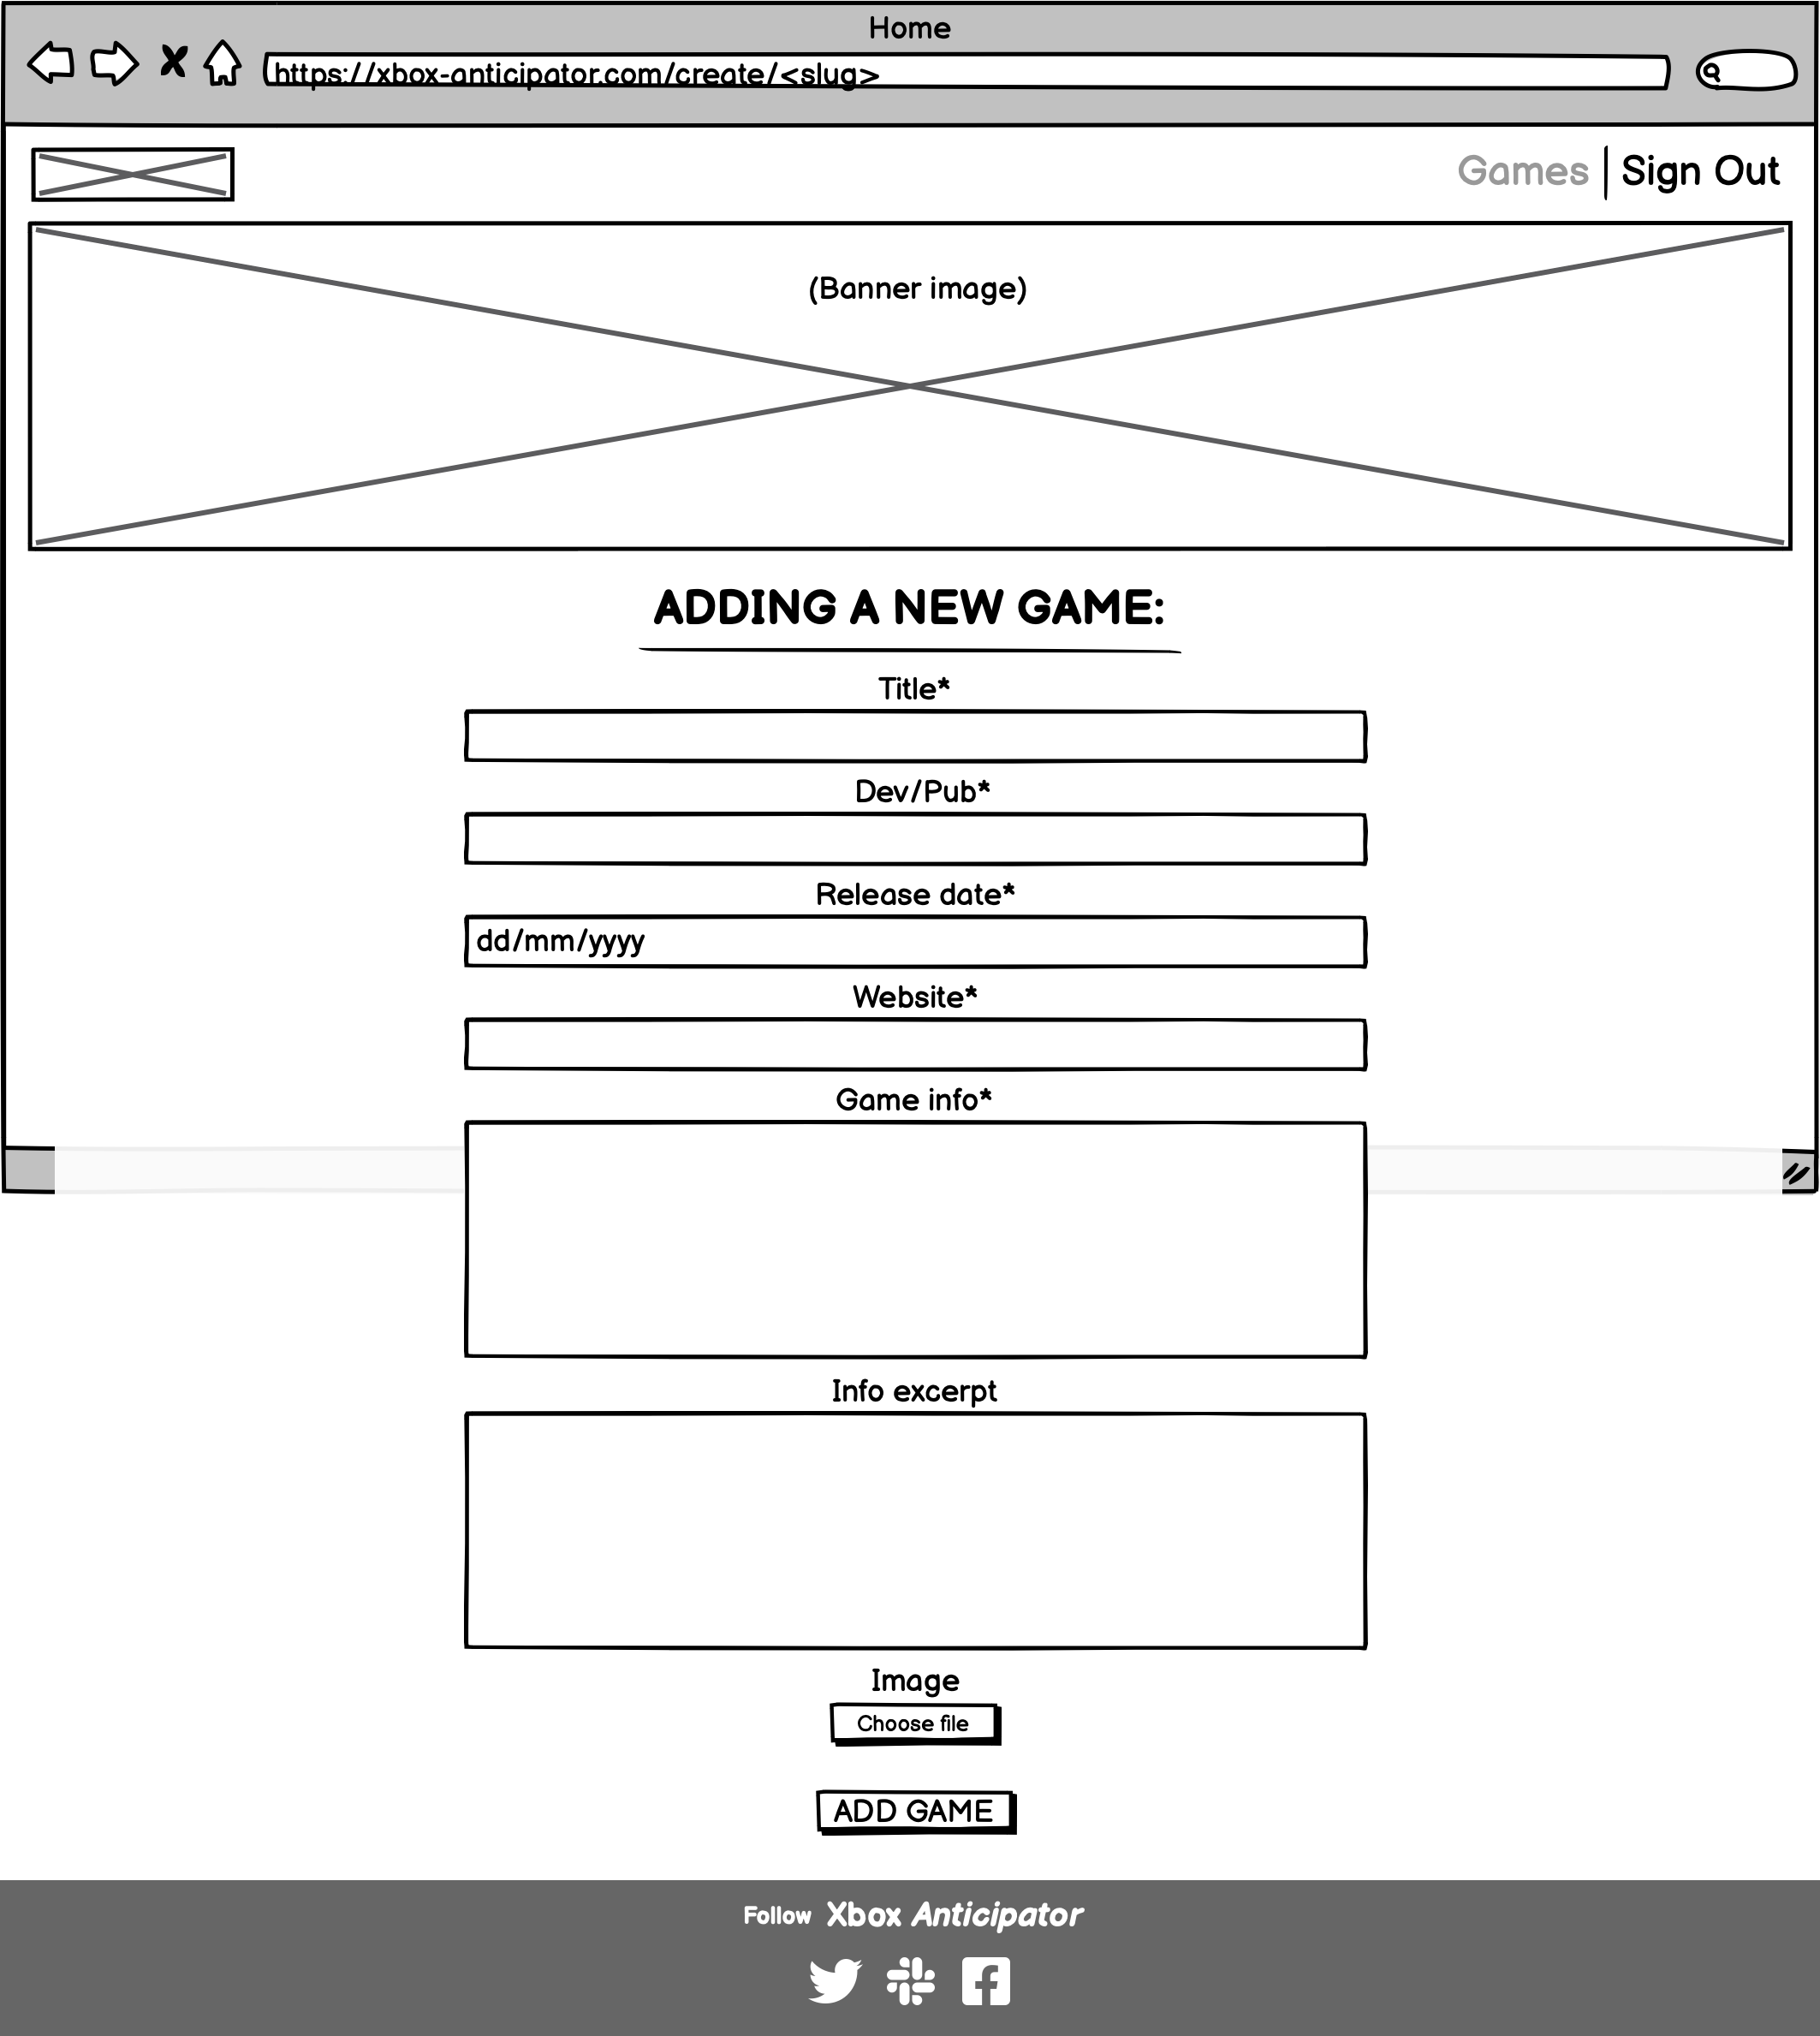 Home
https://xbox-anticipator.com/create/<slug>
Games Sign Out
(Banner image)
ADDING A NEW GAME:
Title*
Dev/Pub*
Release date*
dd/mm/yyyy
Website*
Game info*
Info excerpt
Image
Choose file
ADD GAME
Follow Xbox Anticipator